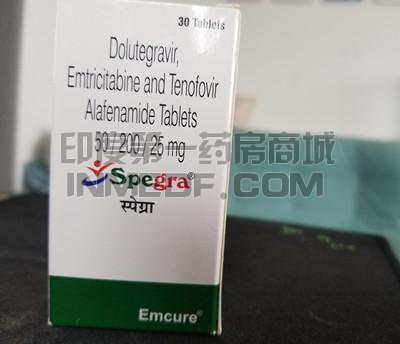 30 Tablets
Dolutegravir,
Emtricitabine and Tenofovir
Alafenamide Tablets
50 / 200 / 25 mg
印度第一药房商城
INMEDF.COM
Spegra®
स्पेग्रा
Emcure®